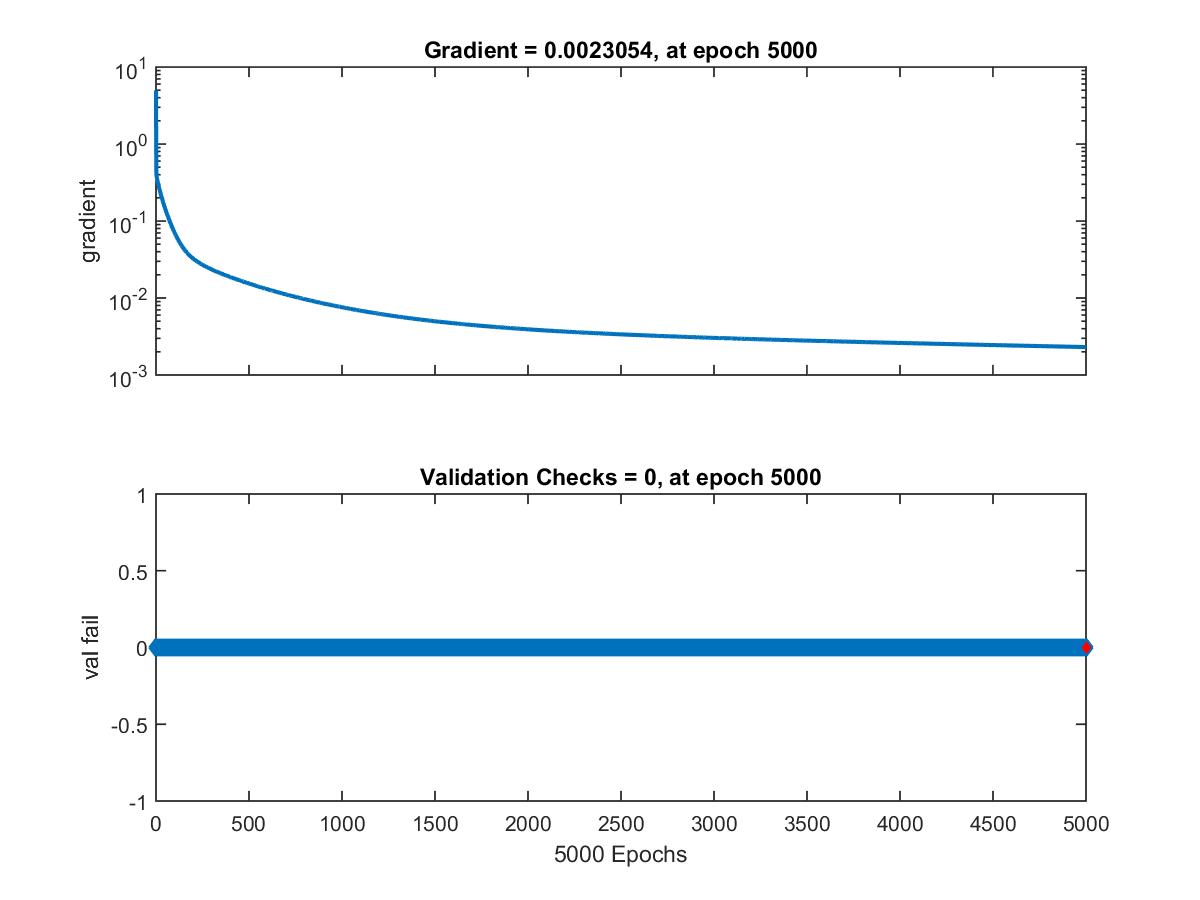 Gradient = 0.0023054, at epoch 5000
10^1
10^0
10^-1
10^-2
10^-3
gradient
Validation Checks = 0, at epoch 5000
1
0.5
0
-0.5
-1
val fail
0 500 1000 1500 2000 2500 3000 3500 4000 4500 5000
5000 Epochs